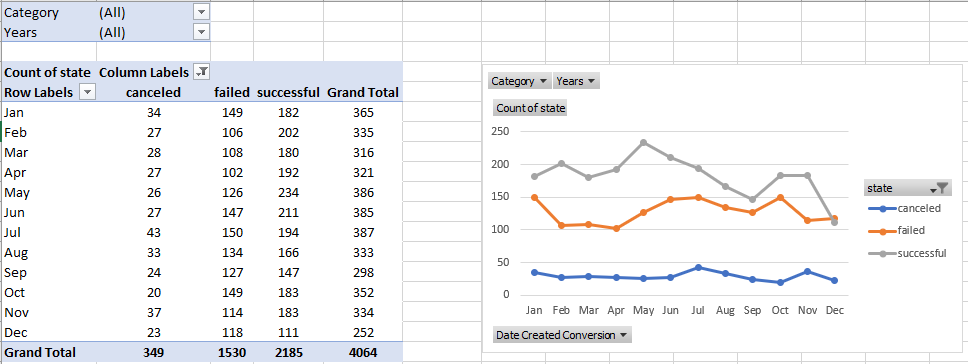 Category (All)
Years (All)
Count of state Column Labels
Row Labels canceled failed successful Grand Total
Jan 34 149 182 365
Feb 27 106 202 335
Mar 28 108 180 316
Apr 27 102 192 321
May 26 126 234 386
Jun 27 147 211 385
Jul 43 150 194 387
Aug 33 134 166 333
Sep 24 127 147 298
Oct 20 149 183 352
Nov 37 114 183 334
Dec 23 118 111 252
Grand Total 349 1530 2185 4064
Category Years
Count of state
250
200
150
100
50
0
Jan Feb Mar Apr May Jun Jul Aug Sep Oct Nov Dec
state
canceled
failed
successful
Date Created Conversion